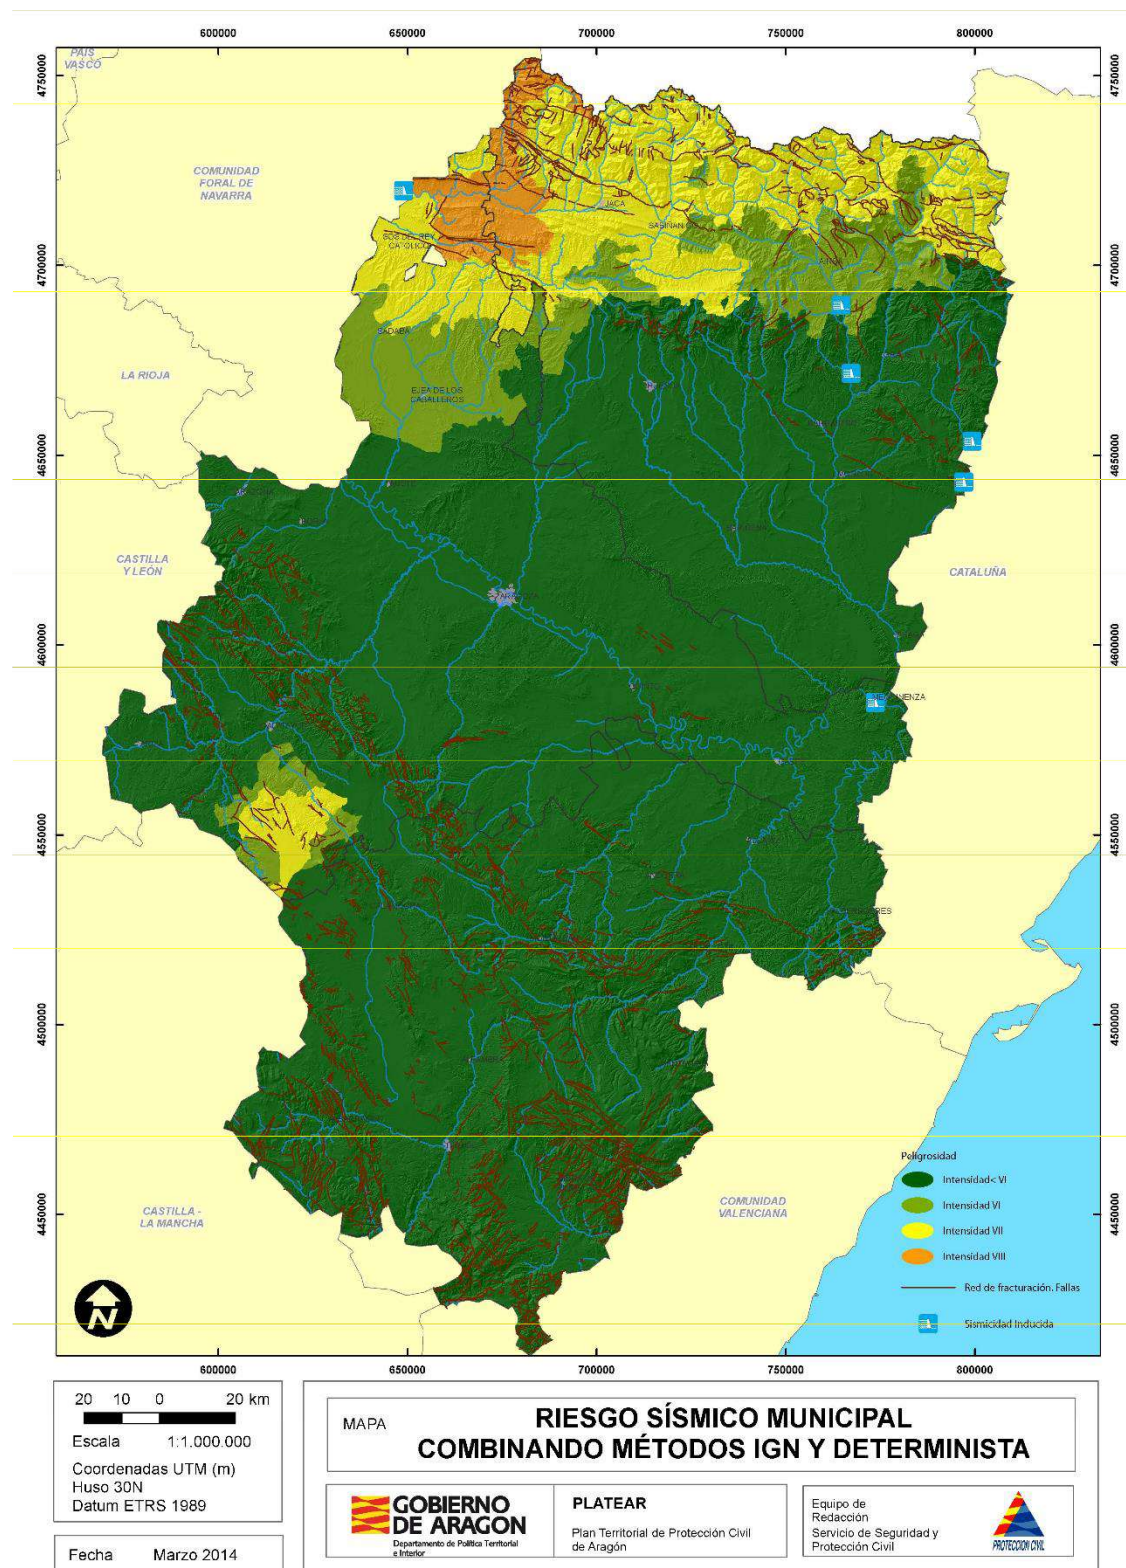 600000 650000 700000 750000 800000
4750000
4700000
4650000
4600000
4550000
4500000
4450000
4750000
4700000
4650000
4600000
4550000
4500000
4450000
PAIS
VASCO
COMUNIDAD
FORAL DE
NAVARRA
LA RIOJA
CASTILLA
Y LEÓN
CATALUÑA
CASTILLA -
LA MANCHA
COMUNIDAD
VALENCIANA
JACA
SADABA
EJEA DE LOS
CABALLEROS
Peligrosidad
Intensidad< VI
Intensidad VI
Intensidad VII
Intensidad VIII
Red de fracturación. Fallas
Sismicidad Inducida
N
600000 650000 700000 750000 800000
20 10 0 20 km
Escala 1:1.000.000
Coordenadas UTM (m)
Huso 30N
Datum ETRS 1989
Fecha Marzo 2014
MAPA
RIESGO SÍSMICO MUNICIPAL
COMBINANDO MÉTODOS IGN Y DETERMINISTA
GOBIERNO
DE ARAGON
Departamento de Política Territorial
e Interior
PLATEAR
Plan Territorial de Protección Civil
de Aragón
Equipo de
Redacción
Servicio de Seguridad y
Protección Civil
PROTECCION CIVIL